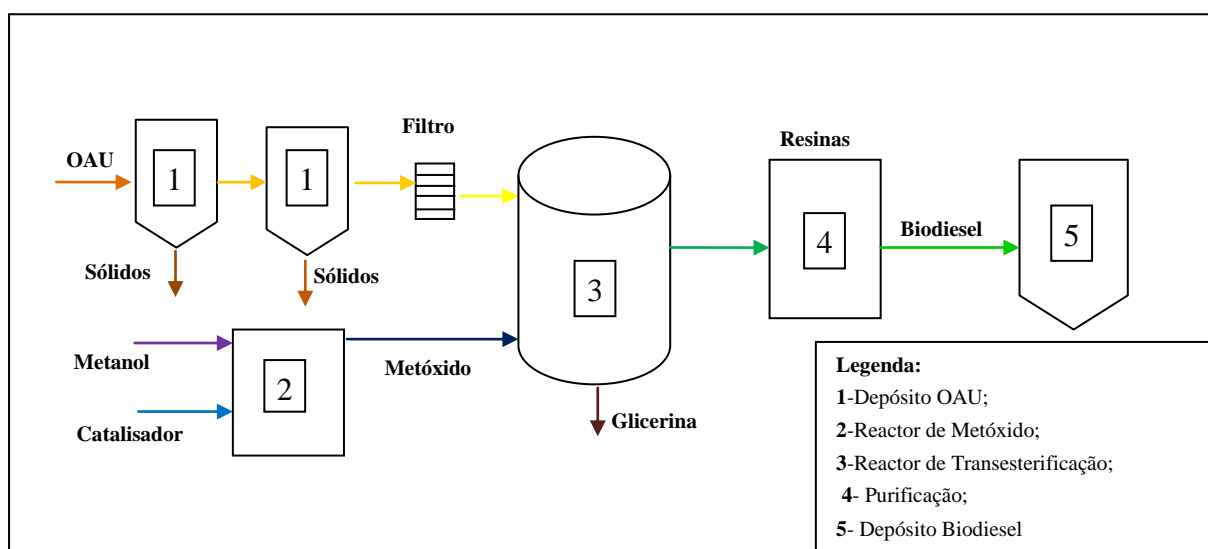 Filtro
Resinas
OAU
1
1
4
Biodiesel
5
Sólidos
Sólidos
3
Metanol
2
Metóxido
Catalisador
Glicerina
Legenda:
1-Depósito OAU;
2-Reactor de Metóxido;
3-Reactor de Transesterificação;
4- Purificação;
5- Depósito Biodiesel